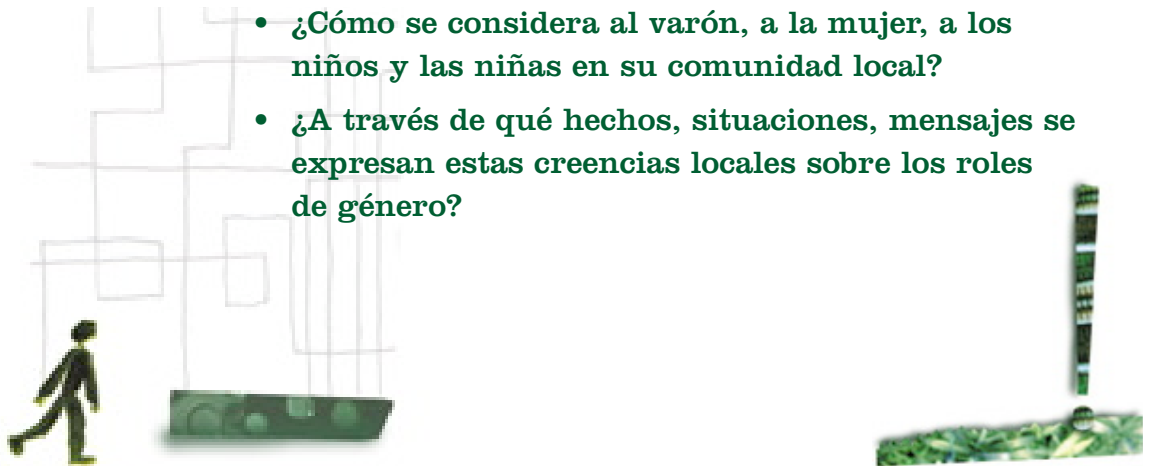 • ¿Cómo se considera al varón, a la mujer, a los
niños y las niñas en su comunidad local?
• ¿A través de qué hechos, situaciones, mensajes se
expresan estas creencias locales sobre los roles
de género?